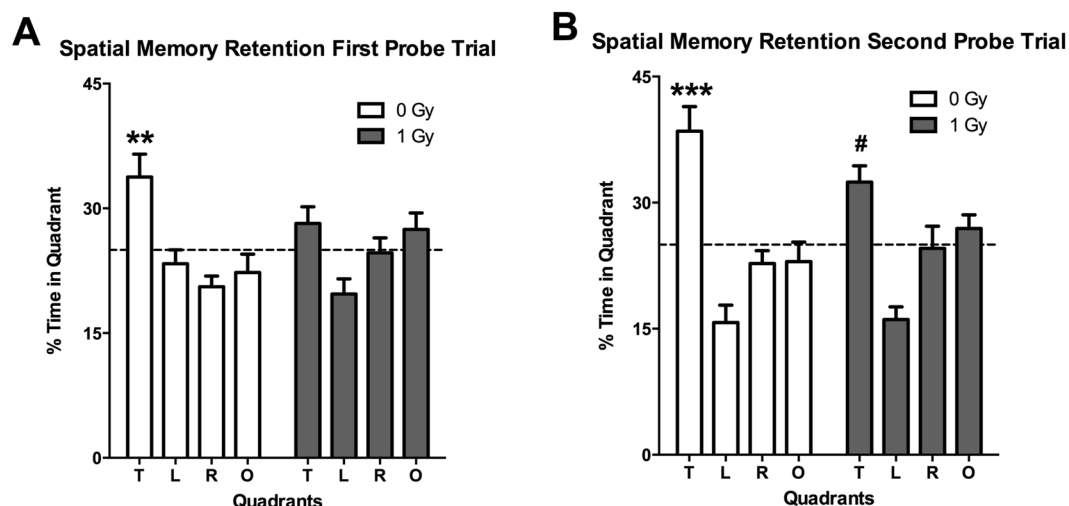 A
Spatial Memory Retention First Probe Trial
45
30
15
0
% Time in Quadrant
**
0 Gy
1 Gy
T L R O T L R O
Quadrants
B
Spatial Memory Retention Second Probe Trial
45
30
15
0
% Time in Quadrant
***
#
0 Gy
1 Gy
T L R O T L R O
Quadrants